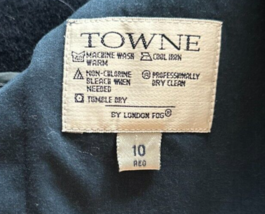 TOWNE
MACHINE WASH WARM
COOL IRON
NON-CHLORINE BLEACH WHEN NEEDED
PROFESSIONALLY DRY CLEAN
TUMBLE DRY
BY LONDON FOG®
10
REG